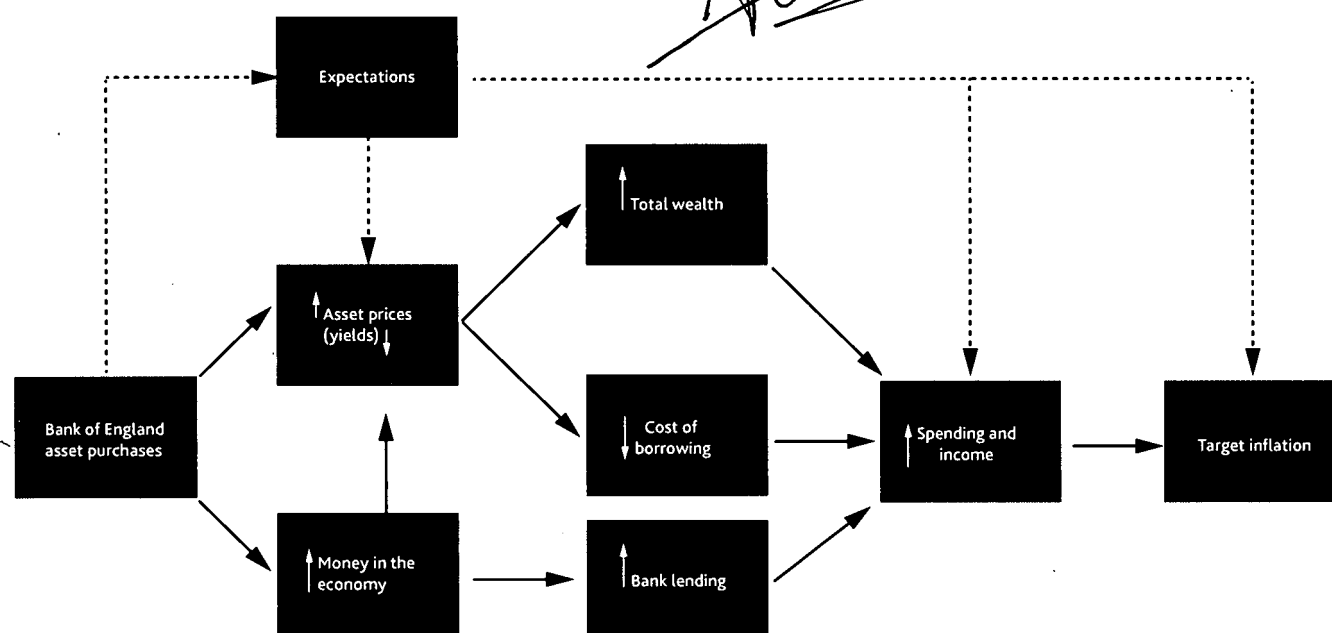 Expectations
Total wealth
Asset prices
(yields)
Bank of England
asset purchases
Cost of
borrowing
Spending and
income
Target inflation
Money in the
economy
Bank lending